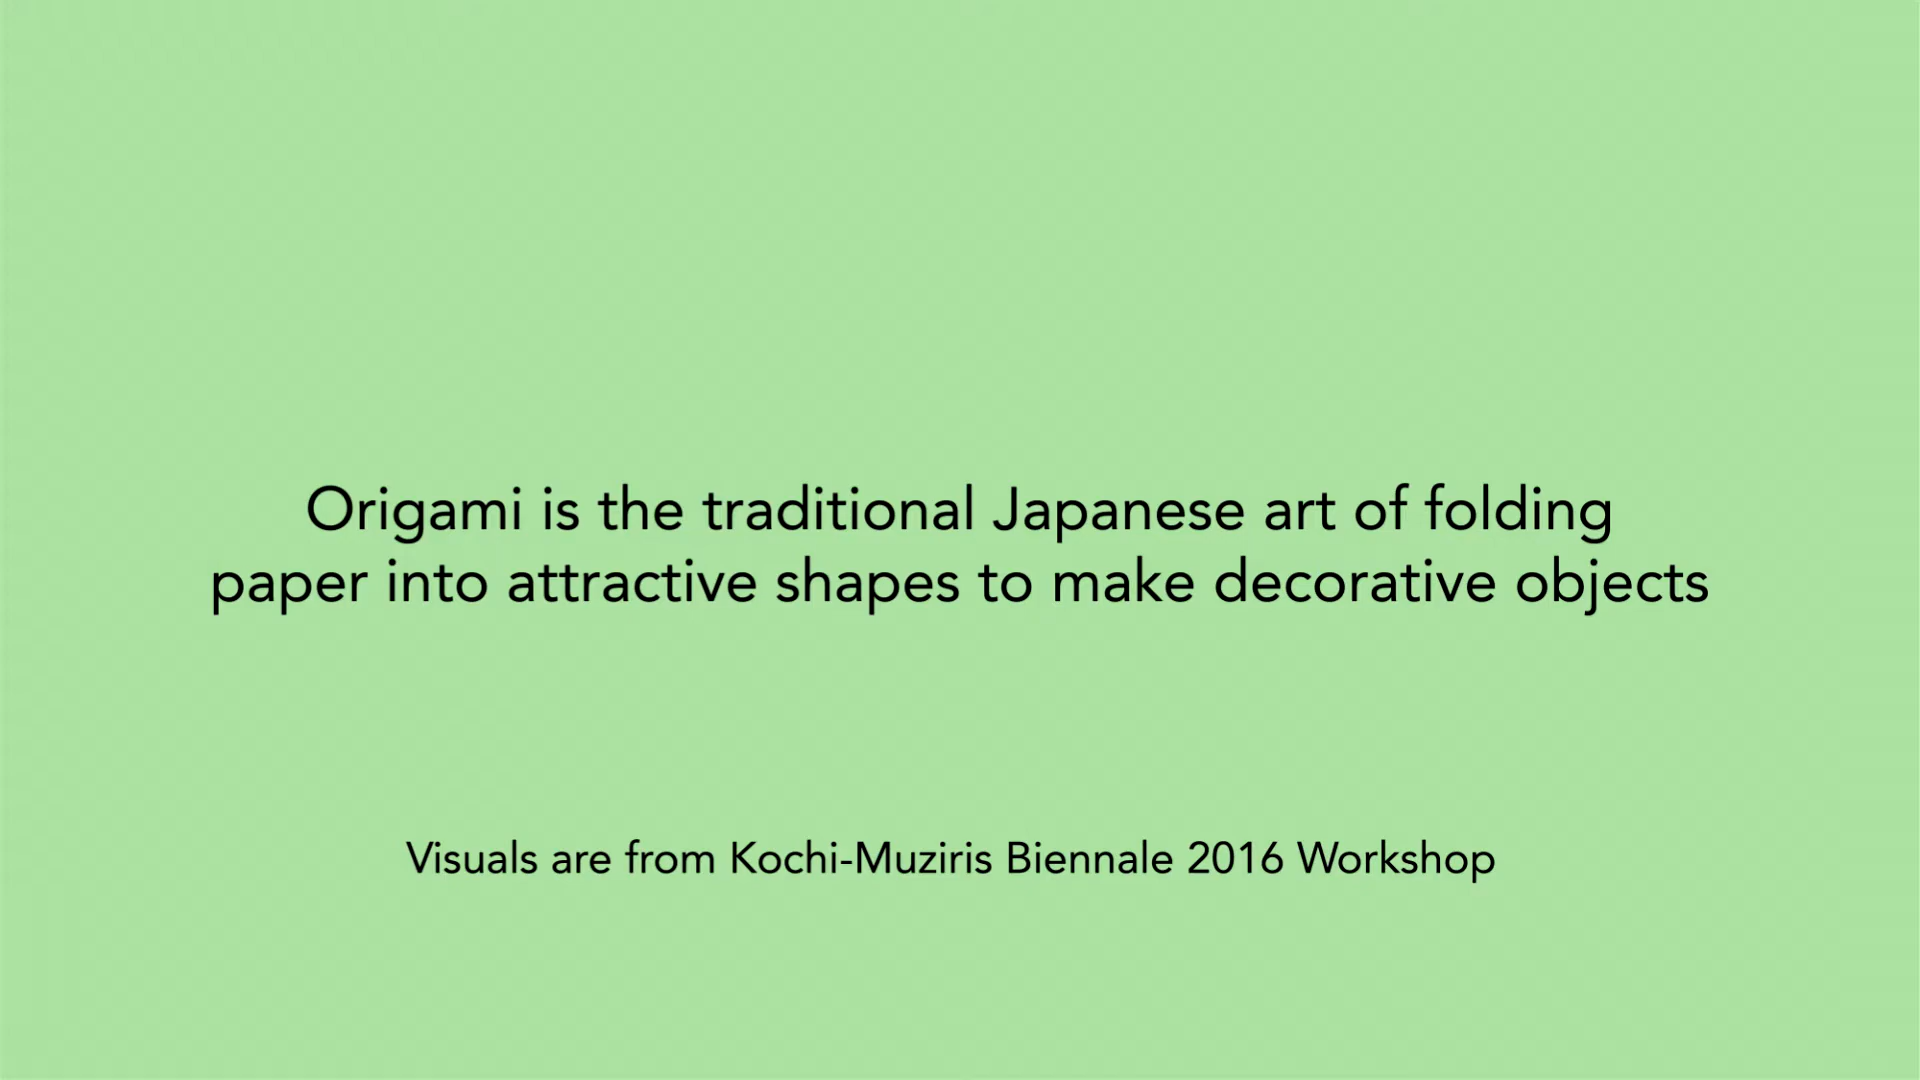 Origami is the traditional Japanese art of folding
paper into attractive shapes to make decorative objects
Visuals are from Kochi-Muziris Biennale 2016 Workshop